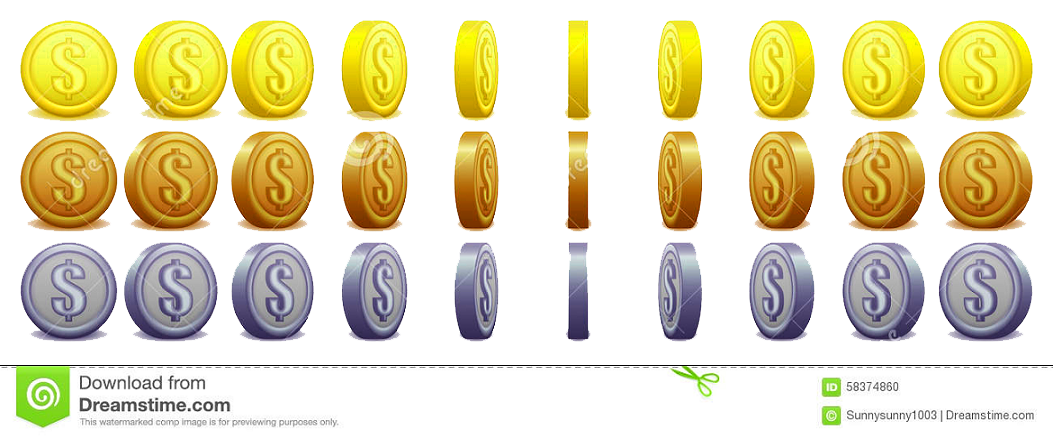 $ $ $ $ $ $ $ $ $
$ $ $ $ $ $ $ $ $
$ $ $ $ $ $ $ $ $
Download from
Dreamstime.com
This watermarked comp image is for previewing purposes only.
ID 58374860
© Sunnysunny1003 | Dreamstime.com